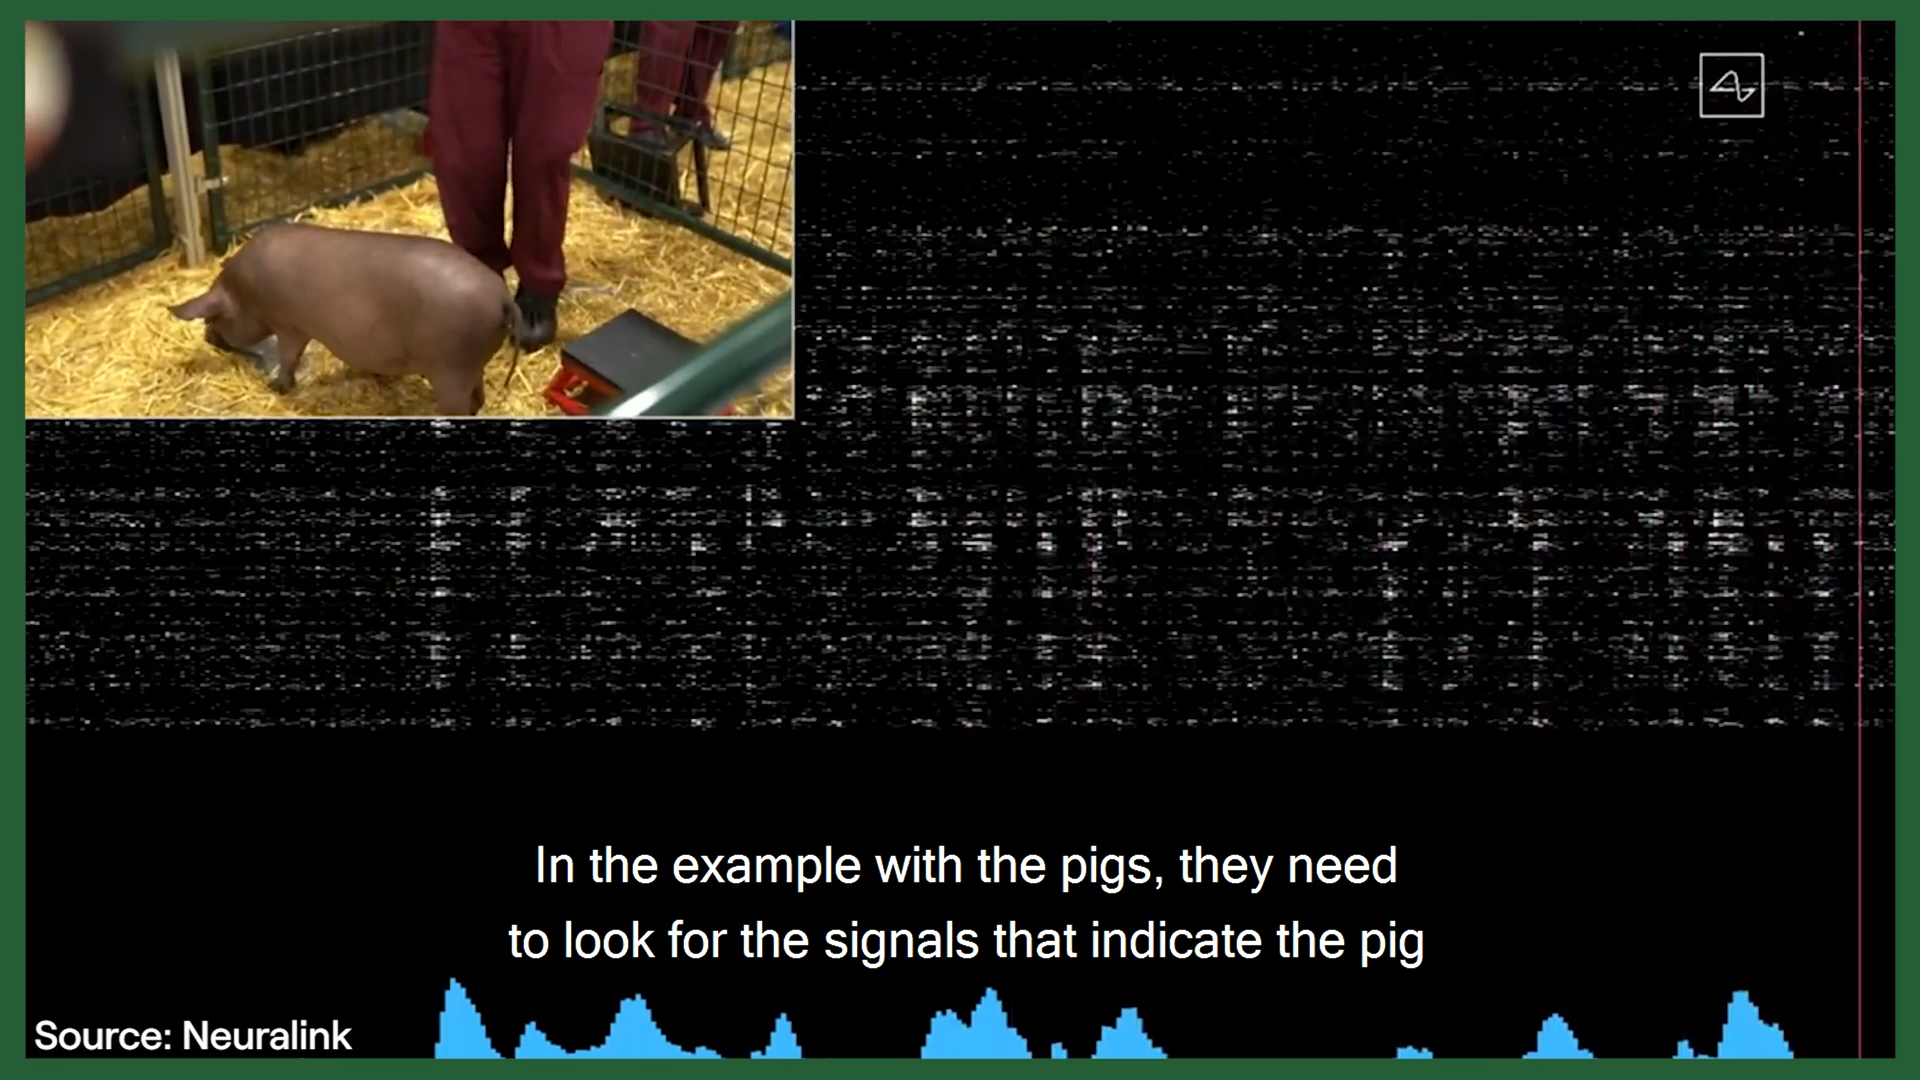 In the example with the pigs, they need
to look for the signals that indicate the pig
Source: Neuralink